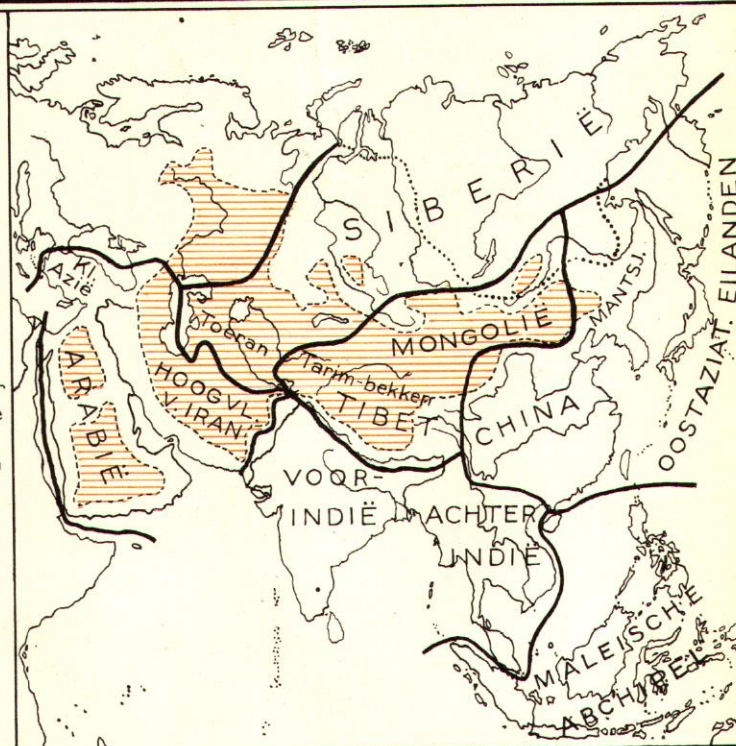 SIBERIË
OOSTAZIAT. EILANDEN
Kl.
Azië
Toeran
MONGOLIË
MANTSJ.
ARABIË
HOOGVL.
V. IRAN
Tarim-bekken
TIBET
CHINA
VOOR-
INDIË
ACHTER
INDIË
MALEISCHE
ARCHIPEL